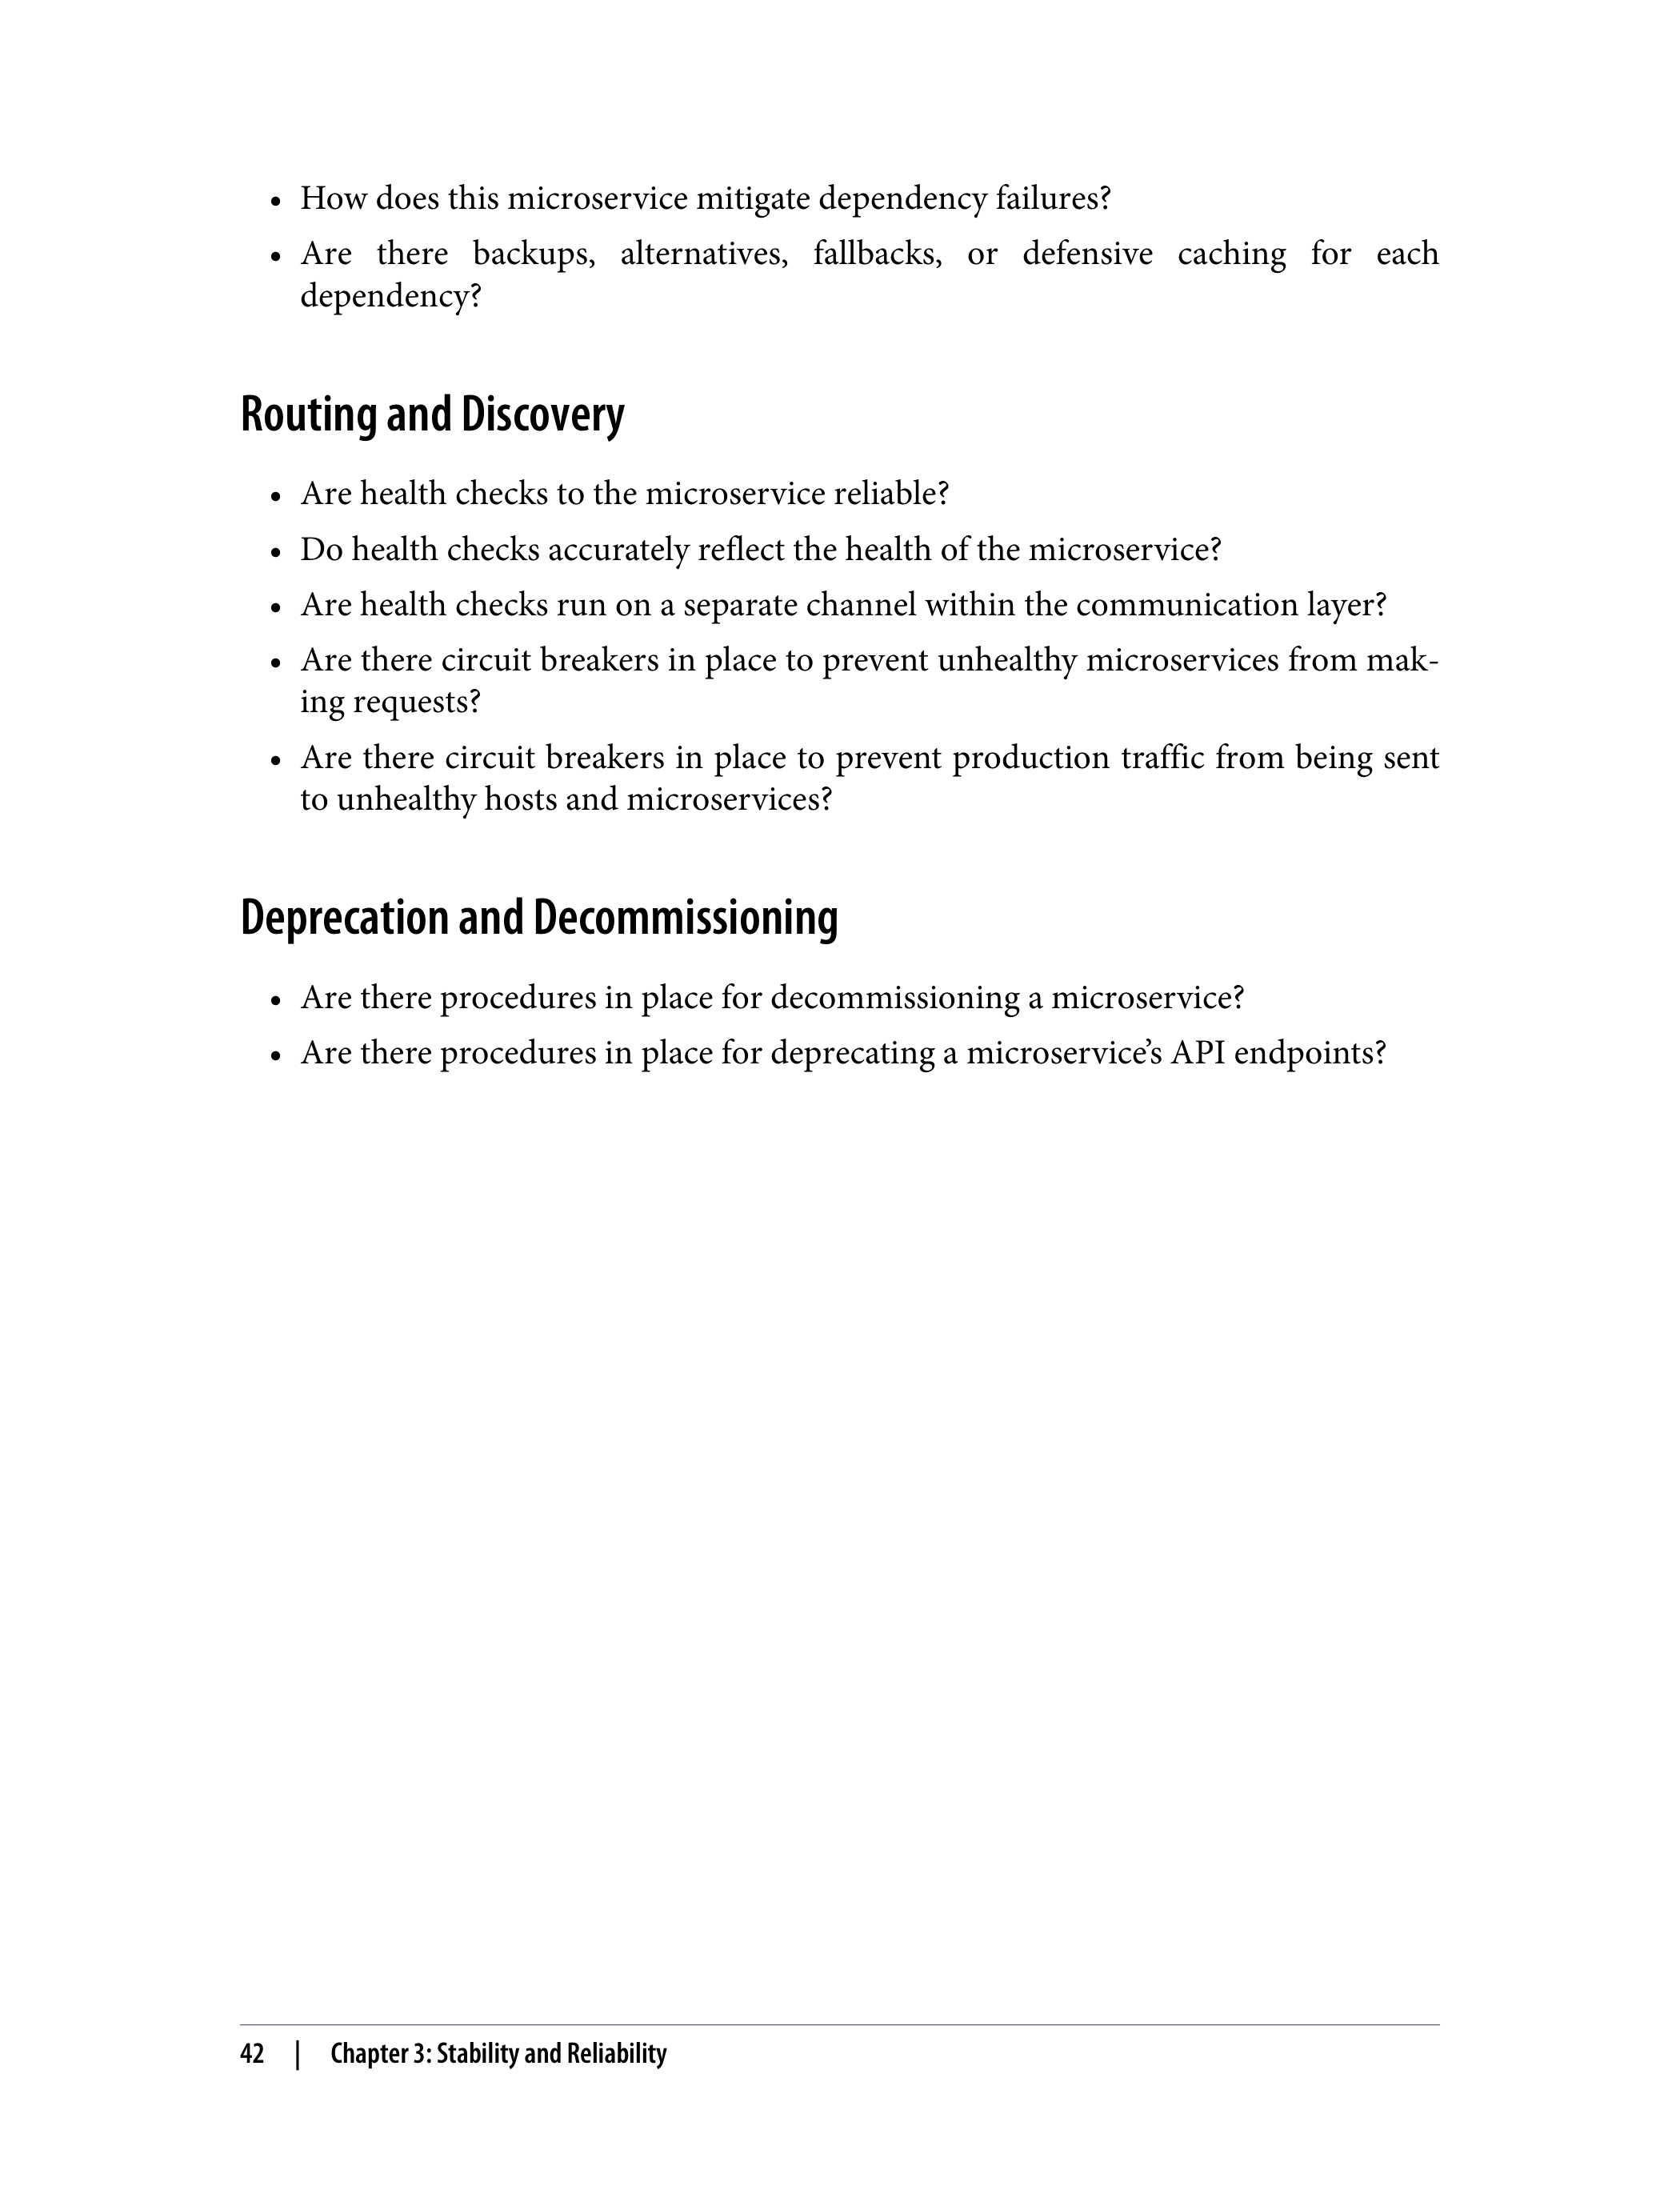 • How does this microservice mitigate dependency failures?
• Are there backups, alternatives, fallbacks, or defensive caching for each
dependency?
Routing and Discovery
• Are health checks to the microservice reliable?
• Do health checks accurately reflect the health of the microservice?
• Are health checks run on a separate channel within the communication layer?
• Are there circuit breakers in place to prevent unhealthy microservices from mak-
ing requests?
• Are there circuit breakers in place to prevent production traffic from being sent
to unhealthy hosts and microservices?
Deprecation and Decommissioning
• Are there procedures in place for decommissioning a microservice?
• Are there procedures in place for deprecating a microservice’s API endpoints?
42 | Chapter 3: Stability and Reliability